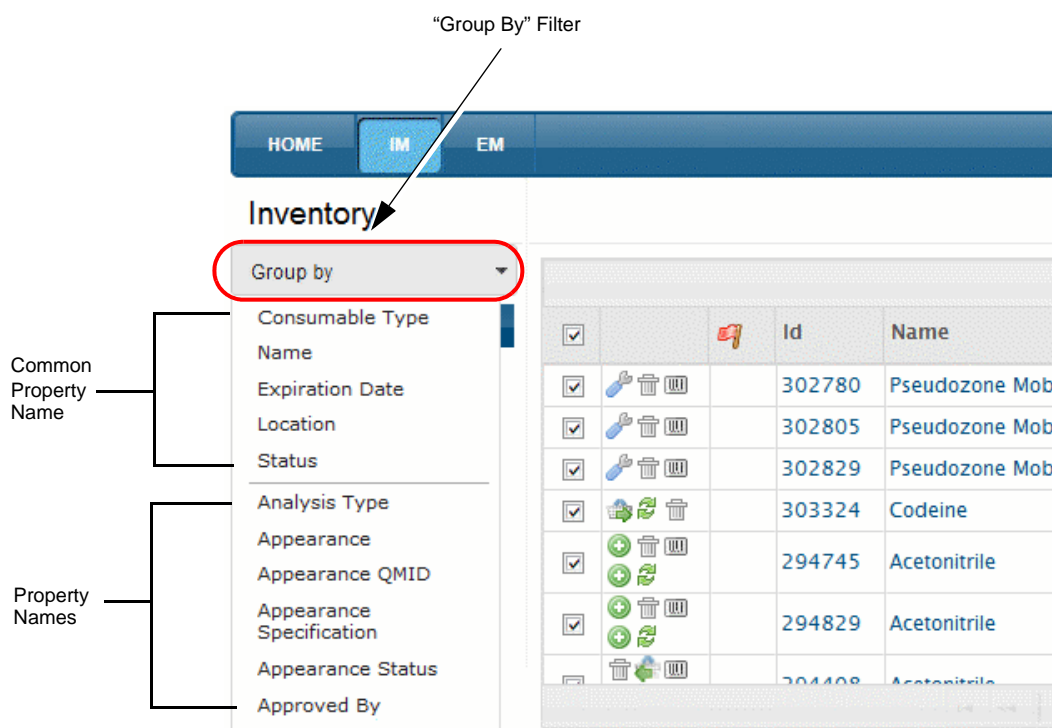 “Group By” Filter
HOME IM EM
Inventory
Group by
Consumable Type
Name
Expiration Date
Location
Status
Analysis Type
Appearance
Appearance QMID
Appearance
Specification
Appearance Status
Approved By
Common
Property
Name
Property
Names
Id Name
302780 Pseudozone Mob
302805 Pseudozone Mob
302829 Pseudozone Mob
303324 Codeine
294745 Acetonitrile
294829 Acetonitrile
294408 Acetonitrile